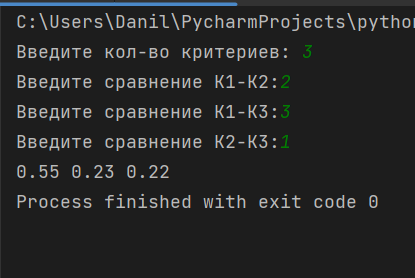 C:\Users\Danil\PycharmProjects\pytho
Введите кол-во критериев: 3
Введите сравнение К1-К2:2
Введите сравнение К1-К3:3
Введите сравнение К2-К3:1
0.55 0.23 0.22
Process finished with exit code 0